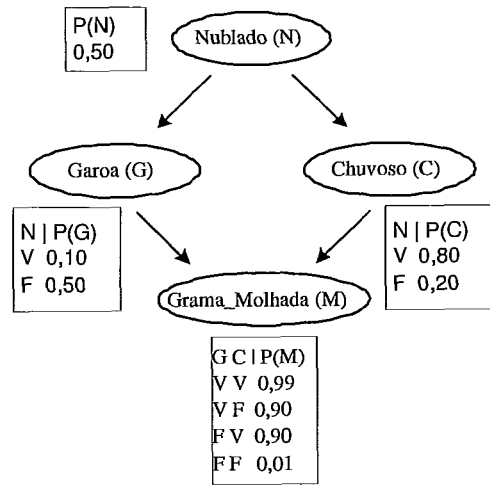 P(N)
0,50
Nublado (N)
Garoa (G)
Chuvoso (C)
N | P(G)
V 0,10
F 0,50
N | P(C)
V 0,80
F 0,20
Grama_Molhada (M)
G C | P(M)
V V 0,99
V F 0,90
F V 0,90
F F 0,01